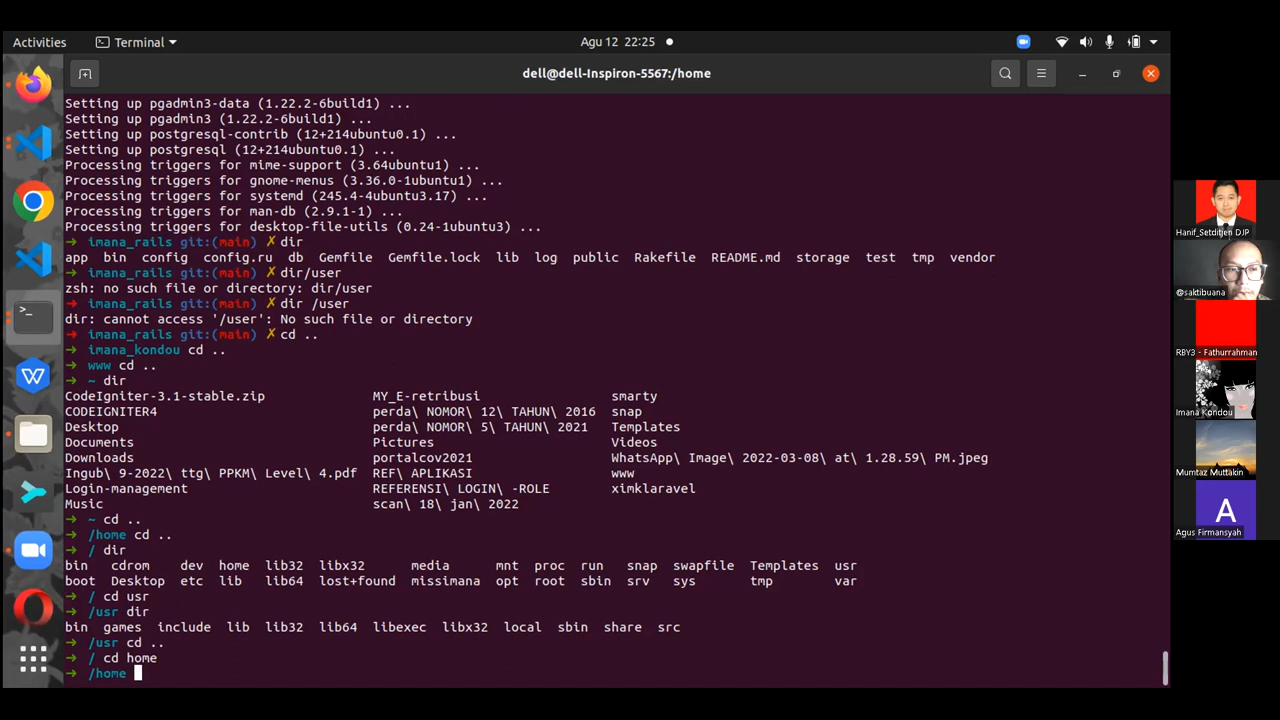 Activities Terminal Agu 12 22:25
dell@dell-Inspiron-5567:/home
Setting up pgadmin3-data (1.22.2-6build1) ...
Setting up pgadmin3 (1.22.2-6build1) ...
Setting up postgresql-contrib (12+214ubuntu0.1) ...
Setting up postgresql (12+214ubuntu0.1) ...
Processing triggers for mime-support (3.64ubuntu1) ...
Processing triggers for gnome-menus (3.36.0-1ubuntu1) ...
Processing triggers for systemd (245.4-4ubuntu3.17) ...
Processing triggers for man-db (2.9.1-1) ...
Processing triggers for desktop-file-utils (0.24-1ubuntu3) ...
➜ imana_rails git:(main) ✗ dir
app bin config config.ru db Gemfile Gemfile.lock lib log public Rakefile README.md storage test tmp vendor
➜ imana_rails git:(main) ✗ dir/user
zsh: no such file or directory: dir/user
➜ imana_rails git:(main) ✗ dir /user
dir: cannot access '/user': No such file or directory
➜ imana_rails git:(main) ✗ cd ..
➜ imana_kondou cd ..
➜ www cd ..
➜ ~ dir
CodeIgniter-3.1-stable.zip MY_E-retribusi smarty
CODEIGNITER4 perda\ NOMOR\ 12\ TAHUN\ 2016 snap
Desktop perda\ NOMOR\ 5\ TAHUN\ 2021 Templates
Documents Pictures Videos
Downloads portalcov2021 WhatsApp\ Image\ 2022-03-08\ at\ 1.28.59\ PM.jpeg
Ingub\ 9-2022\ ttg\ PPKM\ Level\ 4.pdf REF\ APLIKASI www
Login-management REFERENSI\ LOGIN\ -ROLE ximklaravel
Music scan\ 18\ jan\ 2022
➜ ~ cd ..
➜ /home cd ..
➜ / dir
bin cdrom dev home lib32 libx32 media mnt proc run snap swapfile Templates usr
boot Desktop etc lib lib64 lost+found missimana opt root sbin srv sys tmp var
➜ / cd usr
➜ /usr dir
bin games include lib lib32 lib64 libexec libx32 local sbin share src
➜ /usr cd ..
➜ / cd home
➜ /home
Hanif_Setditjen DJP
@saktibuana
RBY3 - Fathurrahman
Imana Kondou
Mumtaz Muttakin
A
Agus Firmansyah